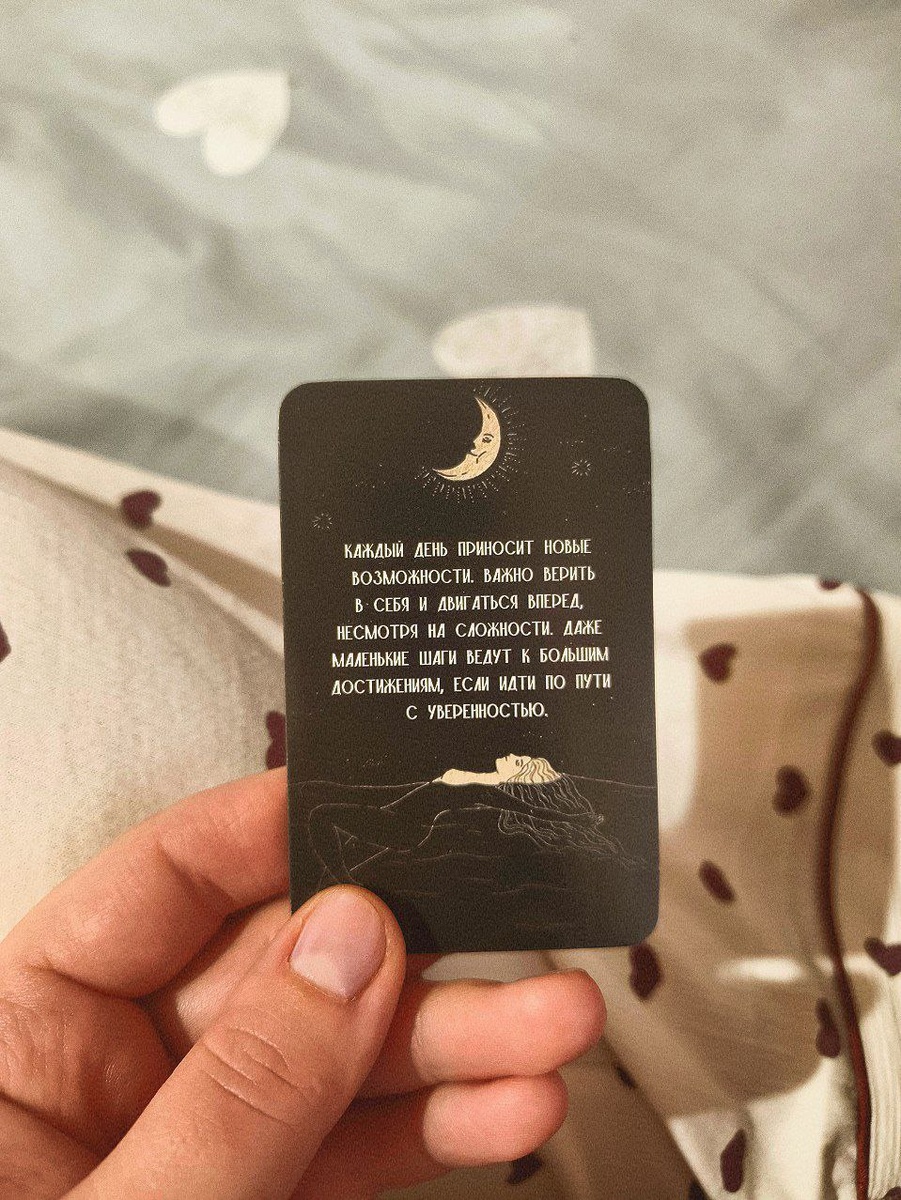 КАЖДЫЙ ДЕНЬ ПРИНОСИТ НОВЫЕ
ВОЗМОЖНОСТИ. ВАЖНО ВЕРИТЬ
В СЕБЯ И ДВИГАТЬСЯ ВПЕРЕД,
НЕСМОТРЯ НА СЛОЖНОСТИ. ДАЖЕ
МАЛЕНЬКИЕ ШАГИ ВЕДУТ К БОЛЬШИМ
ДОСТИЖЕНИЯМ, ЕСЛИ ИДТИ ПО ПУТИ
С УВЕРЕННОСТЬЮ.